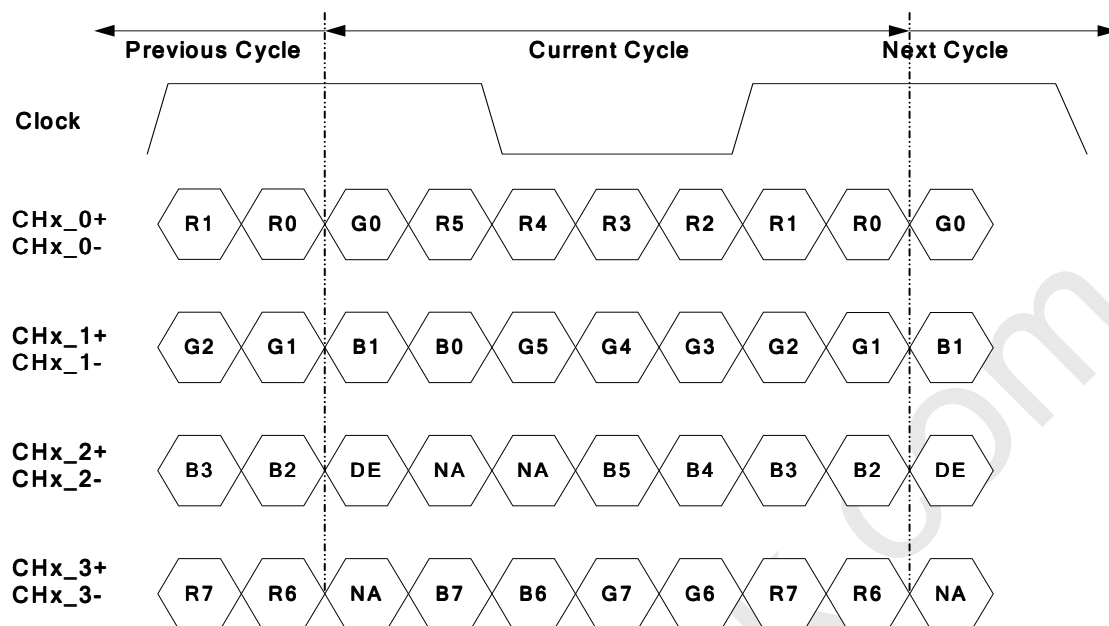 Previous Cycle Current Cycle Next Cycle
Clock
CHx_0+ R1 R0 G0 R5 R4 R3 R2 R1 R0 G0
CHx_0-
CHx_1+ G2 G1 B1 B0 G5 G4 G3 G2 G1 B1
CHx_1-
CHx_2+ B3 B2 DE NA NA B5 B4 B3 B2 DE
CHx_2-
CHx_3+ R7 R6 NA B7 B6 G7 G6 R7 R6 NA
CHx_3-
com